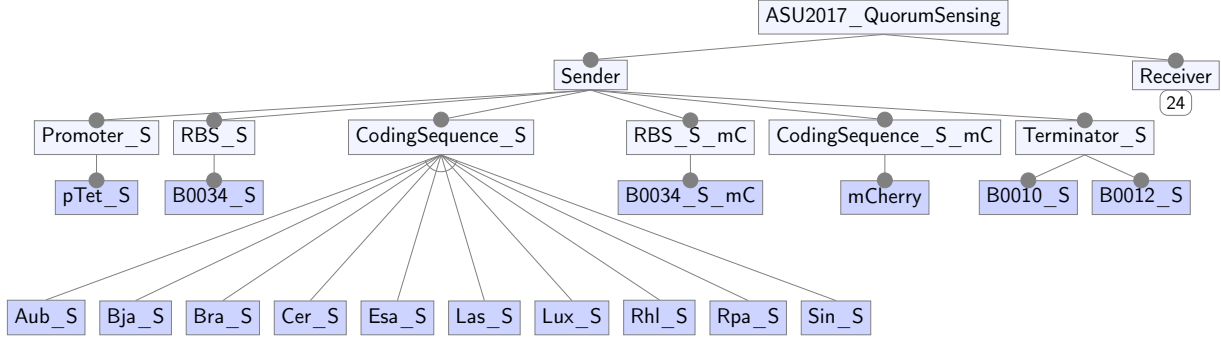 ASU2017_QuorumSensing
Sender
Receiver
24
Promoter_S
RBS_S
CodingSequence_S
RBS_S_mC
CodingSequence_S_mC
Terminator_S
pTet_S
B0034_S
B0034_S_mC
mCherry
B0010_S
B0012_S
Aub_S
Bja_S
Bra_S
Cer_S
Esa_S
Las_S
Lux_S
Rhl_S
Rpa_S
Sin_S